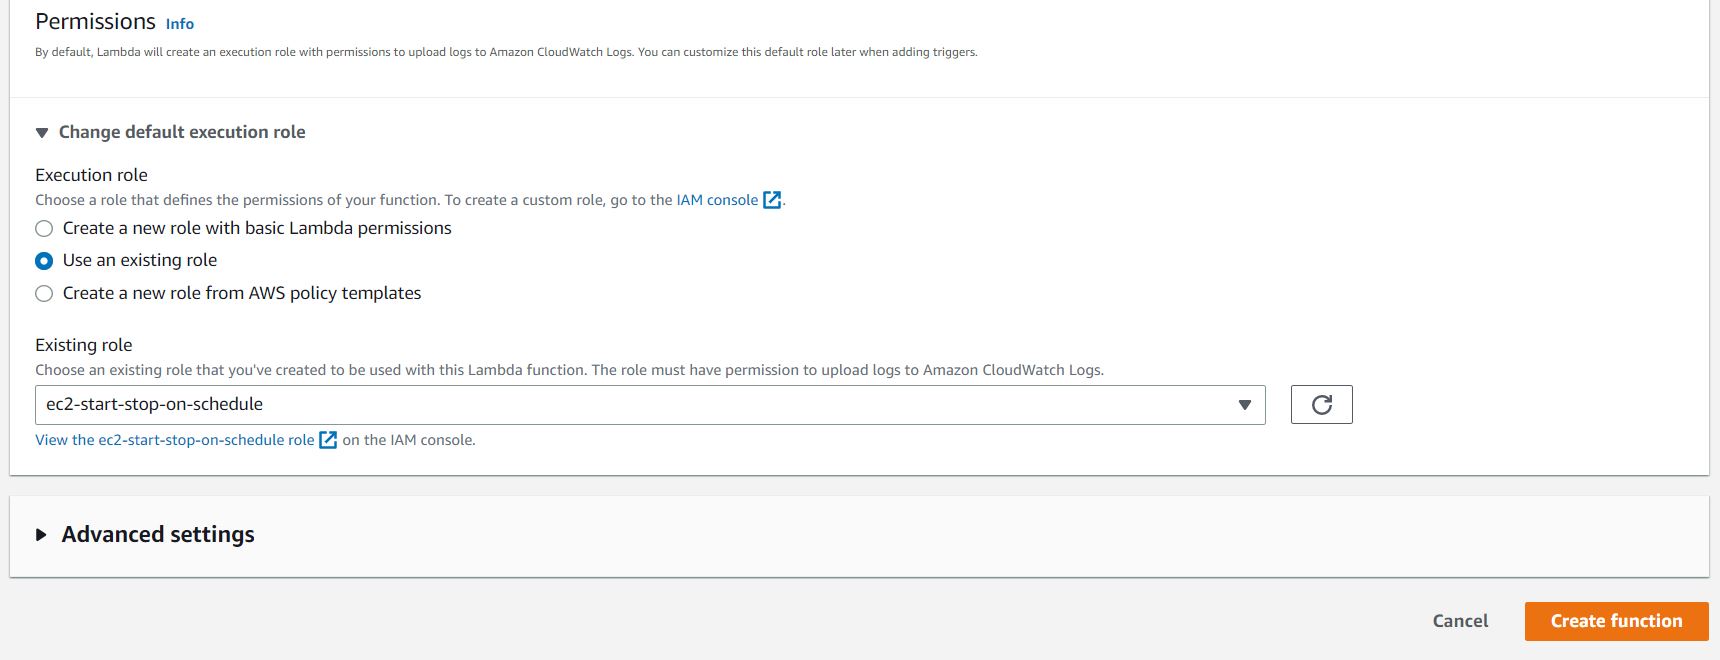 Permissions Info
By default, Lambda will create an execution role with permissions to upload logs to Amazon CloudWatch Logs. You can customize this default role later when adding triggers.
Change default execution role
Execution role
Choose a role that defines the permissions of your function. To create a custom role, go to the IAM console.
Create a new role with basic Lambda permissions
Use an existing role
Create a new role from AWS policy templates
Existing role
Choose an existing role that you've created to be used with this Lambda function. The role must have permission to upload logs to Amazon CloudWatch Logs.
ec2-start-stop-on-schedule
View the ec2-start-stop-on-schedule role on the IAM console.
Advanced settings
Cancel Create function